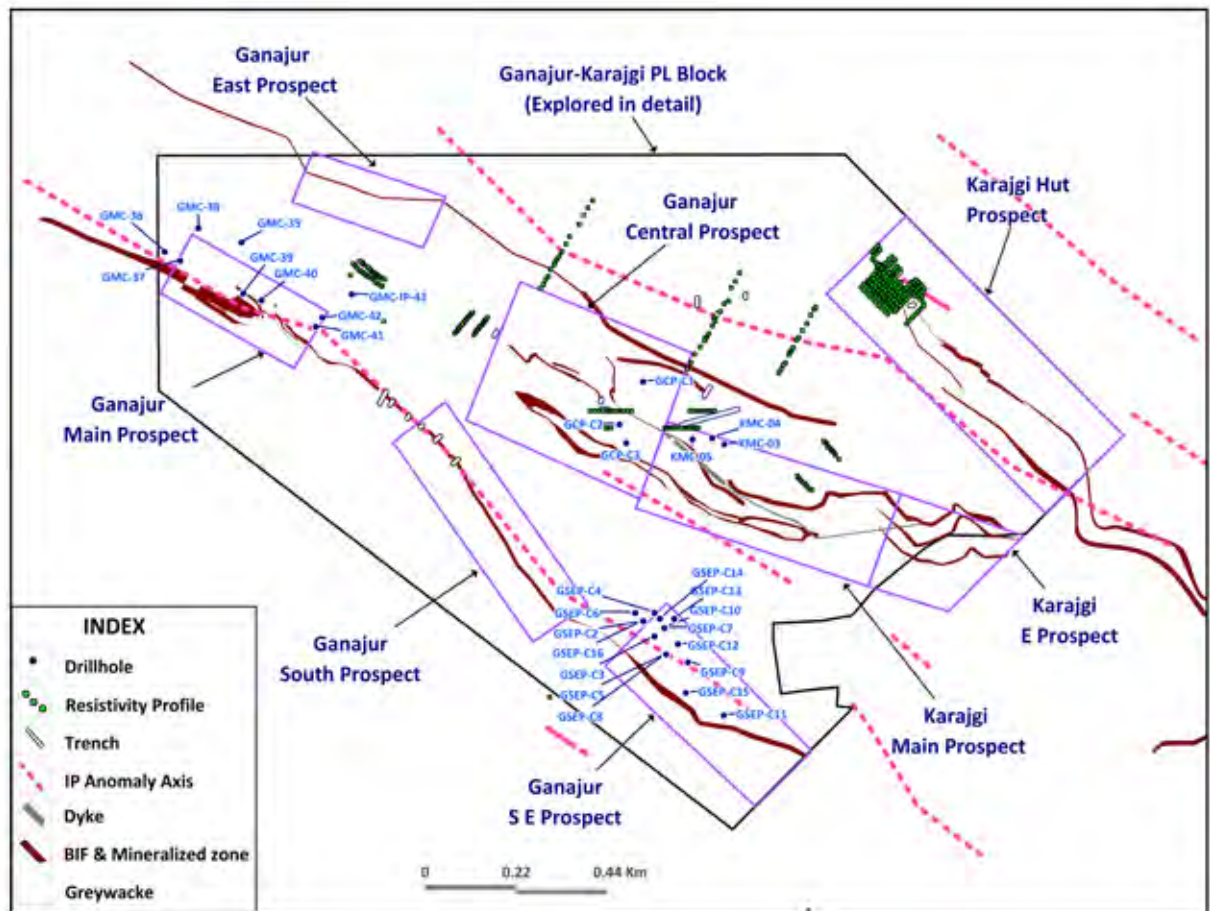 Ganajur
East Prospect
Ganajur-Karajgi PL Block
(Explored in detail)
Karajgi Hut
Prospect
Ganajur
Central Prospect
GMC-36
GMC-38
GMC-35
GMC-37
GMC-39
GMC-40
GMC-IP-43
GMC-42
GMC-41
GCP-C1
GCP-C2
GCP-C3
KMC-04
KMC-03
KMC-05
Ganajur
Main Prospect
GSEP-C14
GSEP-C13
GSEP-C4
GSEP-C10
GSEP-C6
GSEP-C7
GSEP-C2
GSEP-C12
GSEP-C16
GSEP-C9
GSEP-C3
GSEP-C5
GSEP-C15
GSEP-C8
GSEP-C11
Ganajur
South Prospect
Karajgi
E Prospect
Karajgi
Main Prospect
Ganajur
S E Prospect
INDEX
Drillhole
Resistivity Profile
Trench
IP Anomaly Axis
Dyke
BIF & Mineralized zone
Greywacke
0 0.22 0.44 Km